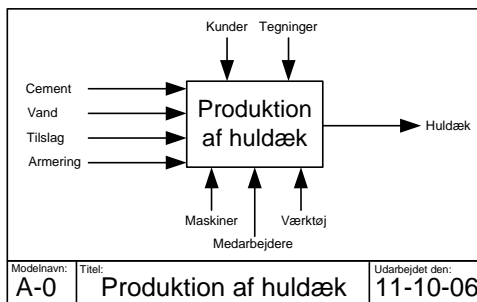 Kunder Tegninger
Cement
Vand
Tilslag
Armering
Produktion
af huldæk
Huldæk
Maskiner
Værktøj
Medarbejdere
Modelnavn:
A-0
Titel:
Produktion af huldæk
Udarbejdet den:
11-10-06